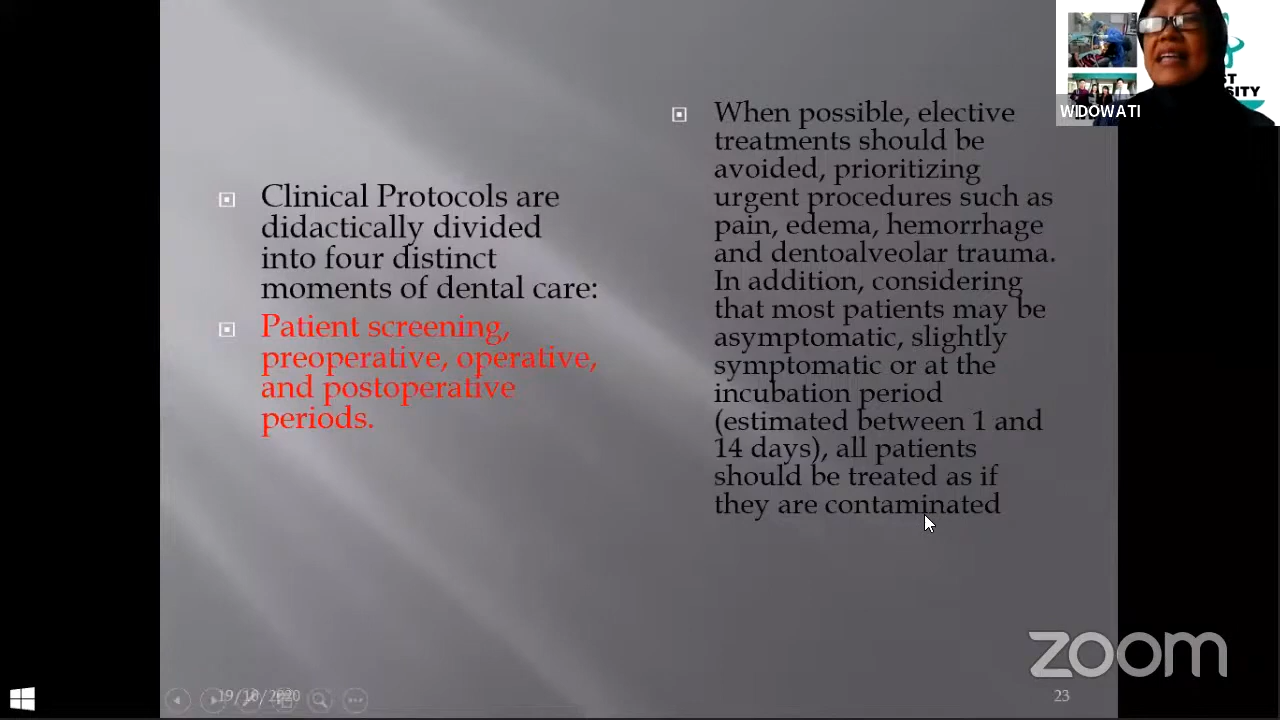 Clinical Protocols are
didactically divided
into four distinct
moments of dental care:
Patient screening,
preoperative, operative,
and postoperative
periods.
When possible, elective
treatments should be
avoided, prioritizing
urgent procedures such as
pain, edema, hemorrhage
and dentoalveolar trauma.
In addition, considering
that most patients may be
asymptomatic, slightly
symptomatic or at the
incubation period
(estimated between 1 and
14 days), all patients
should be treated as if
they are contaminated
WIDOWATI
zoom
19/10/2020
23